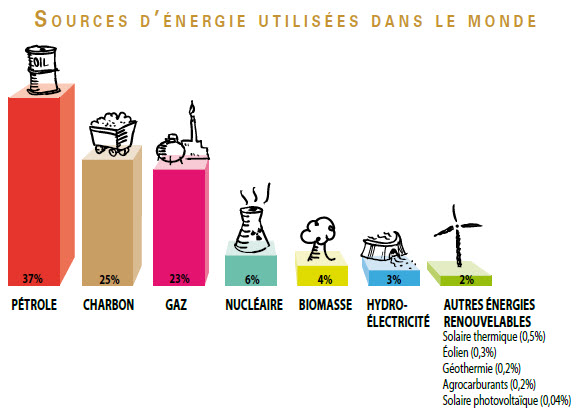 SOURCES D'ÉNERGIE UTILISÉES DANS LE MONDE
OIL
37%
25%
23%
6%
4%
3%
2%
PÉTROLE
CHARBON
GAZ
NUCLÉAIRE
BIOMASSE
HYDRO-
ÉLECTRICITÉ
AUTRES ÉNERGIES
RENOUVELABLES
Solaire thermique (0,5%)
Éolien (0,3%)
Géothermie (0,2%)
Agrocarburants (0,2%)
Solaire photovoltaïque (0,04%)